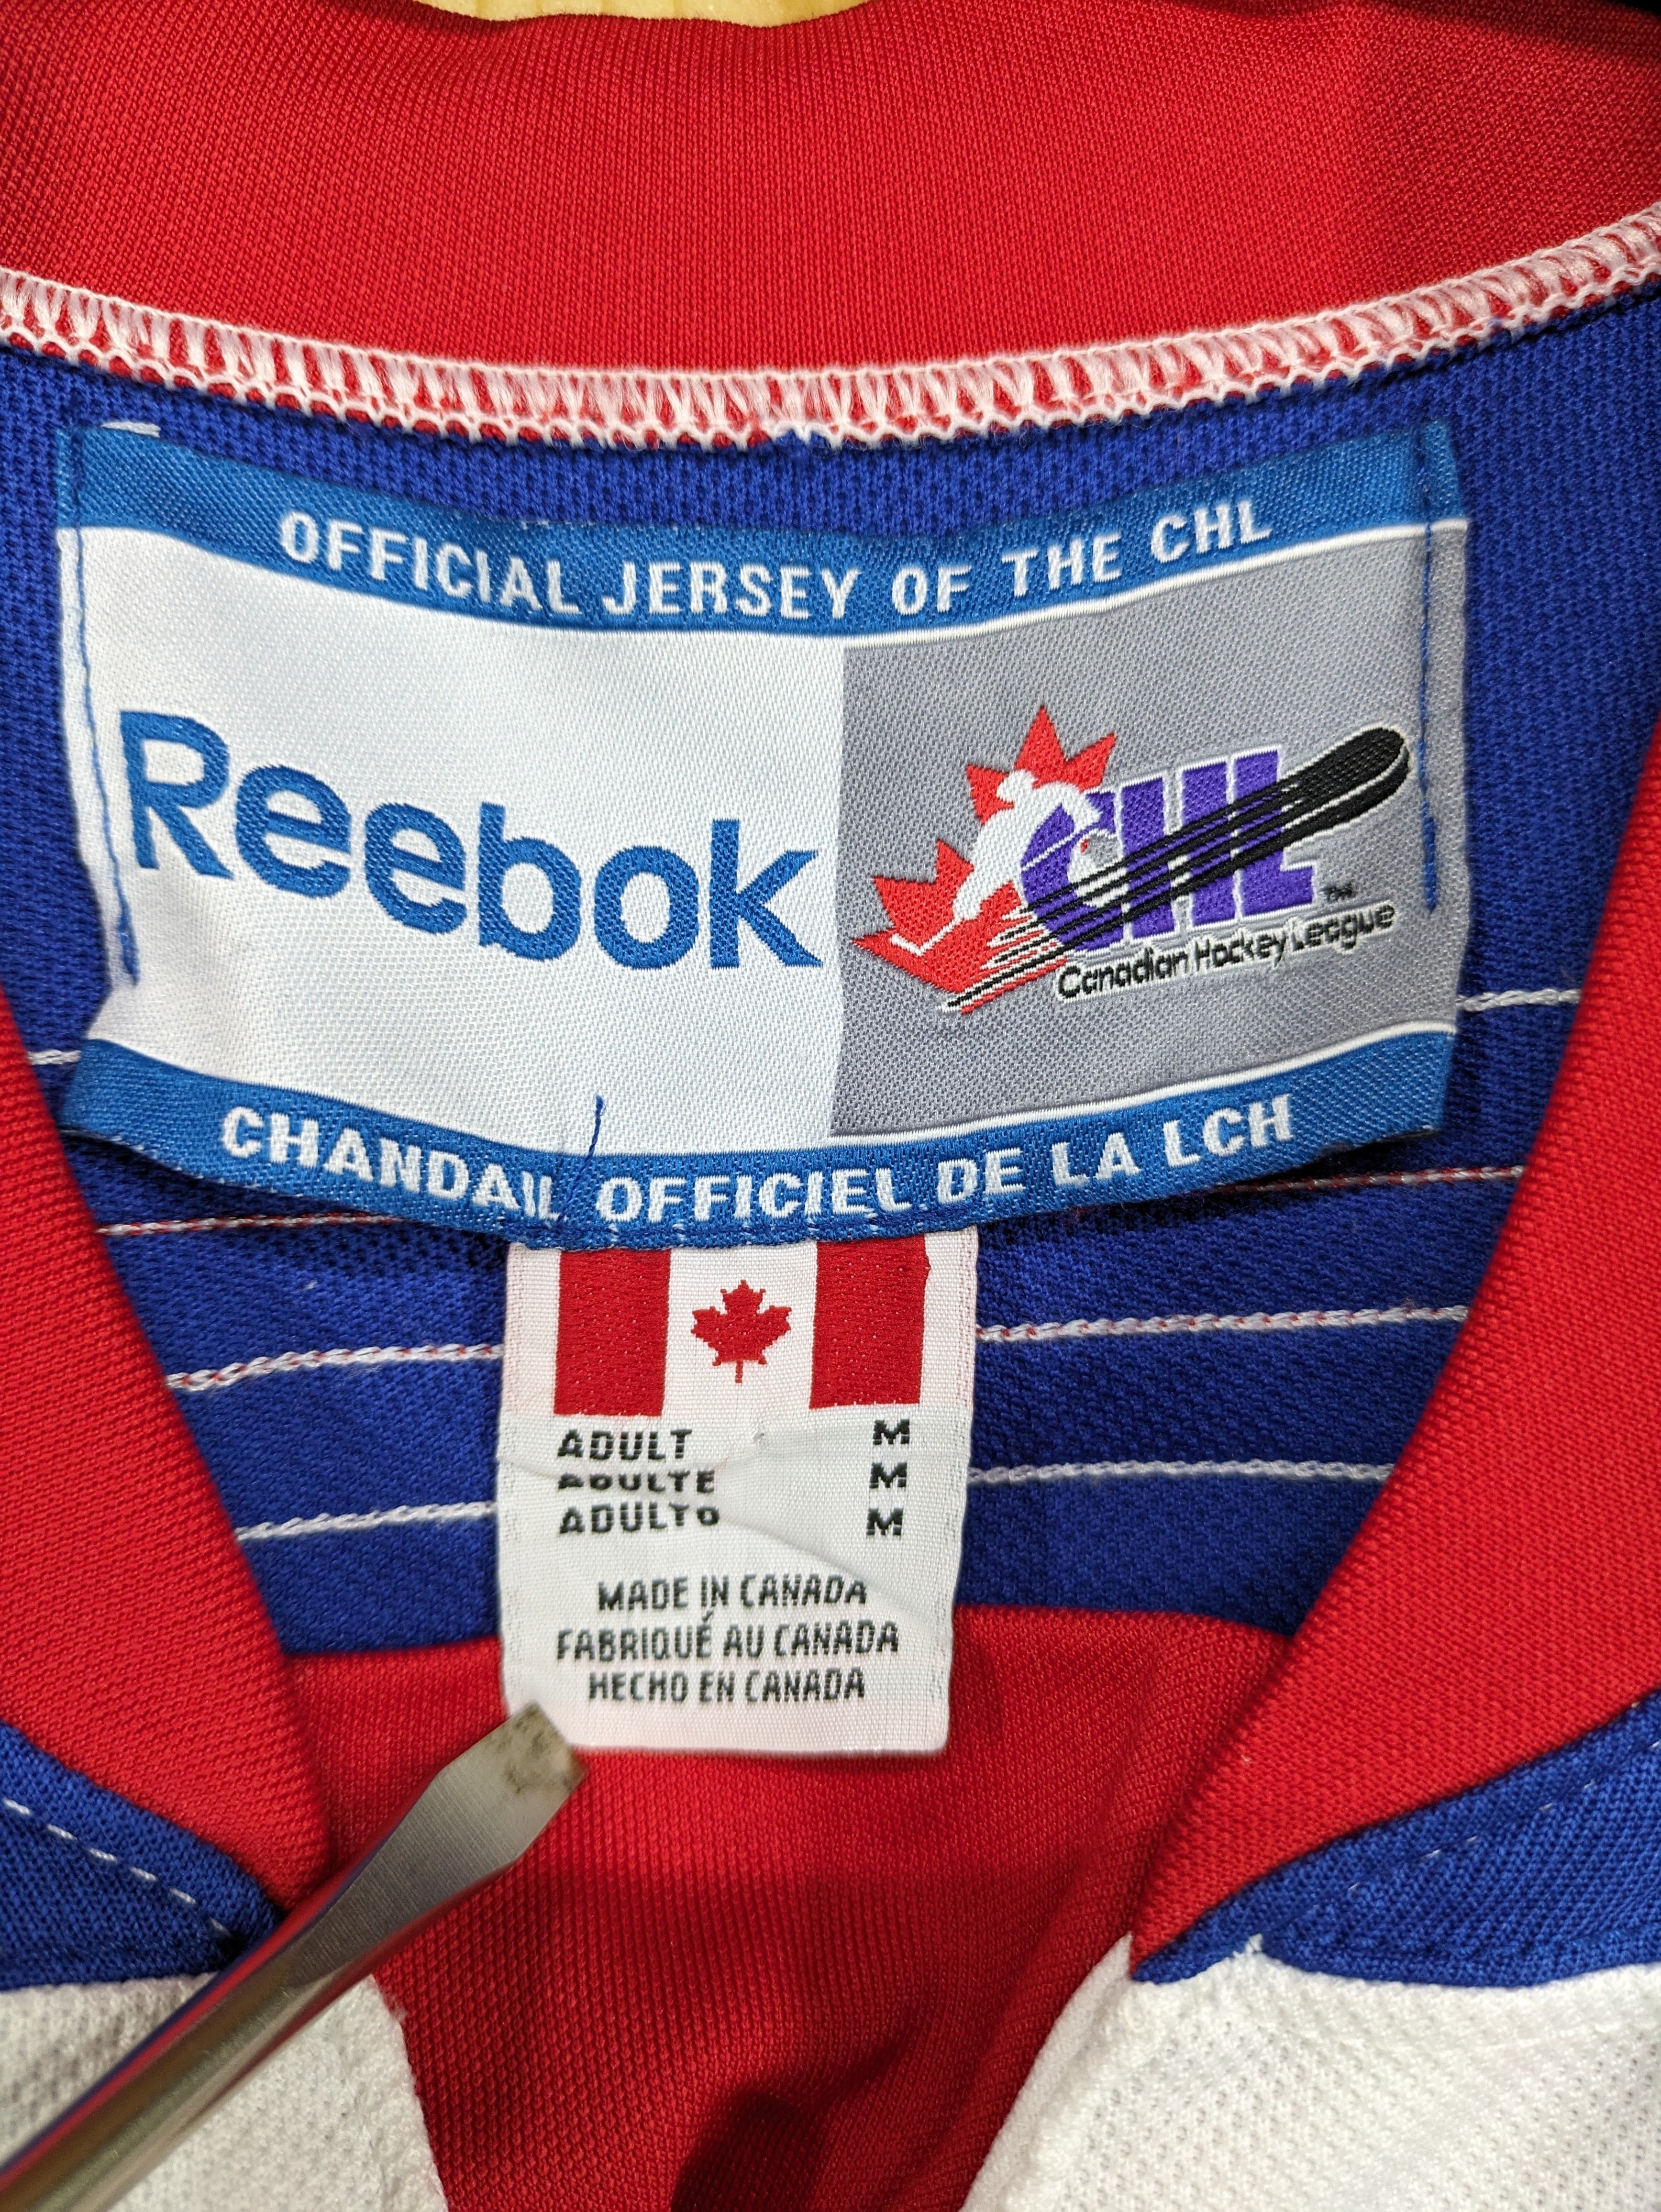 OFFICIAL JERSEY OF THE CHL
Reebok
CHL TM
Canadian Hockey League
CHANDAIL OFFICIEL DE LA LCH
ADULT M
ADULTE M
ADULTO M
MADE IN CANADA
FABRIQUÉ AU CANADA
HECHO EN CANADA